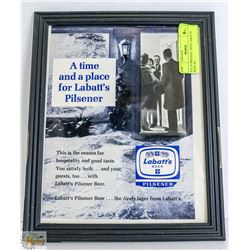 A time
and a place
for Labatt's
Pilsener
This is the season for
hospitality and good taste.
You satisfy both . . . and your
guests, too . . . with
Labatt's Pilsener Beer.
Labatt's
BEER
PILSENER
Labatt's Pilsener Beer . . . the lively lager from Labatt's.